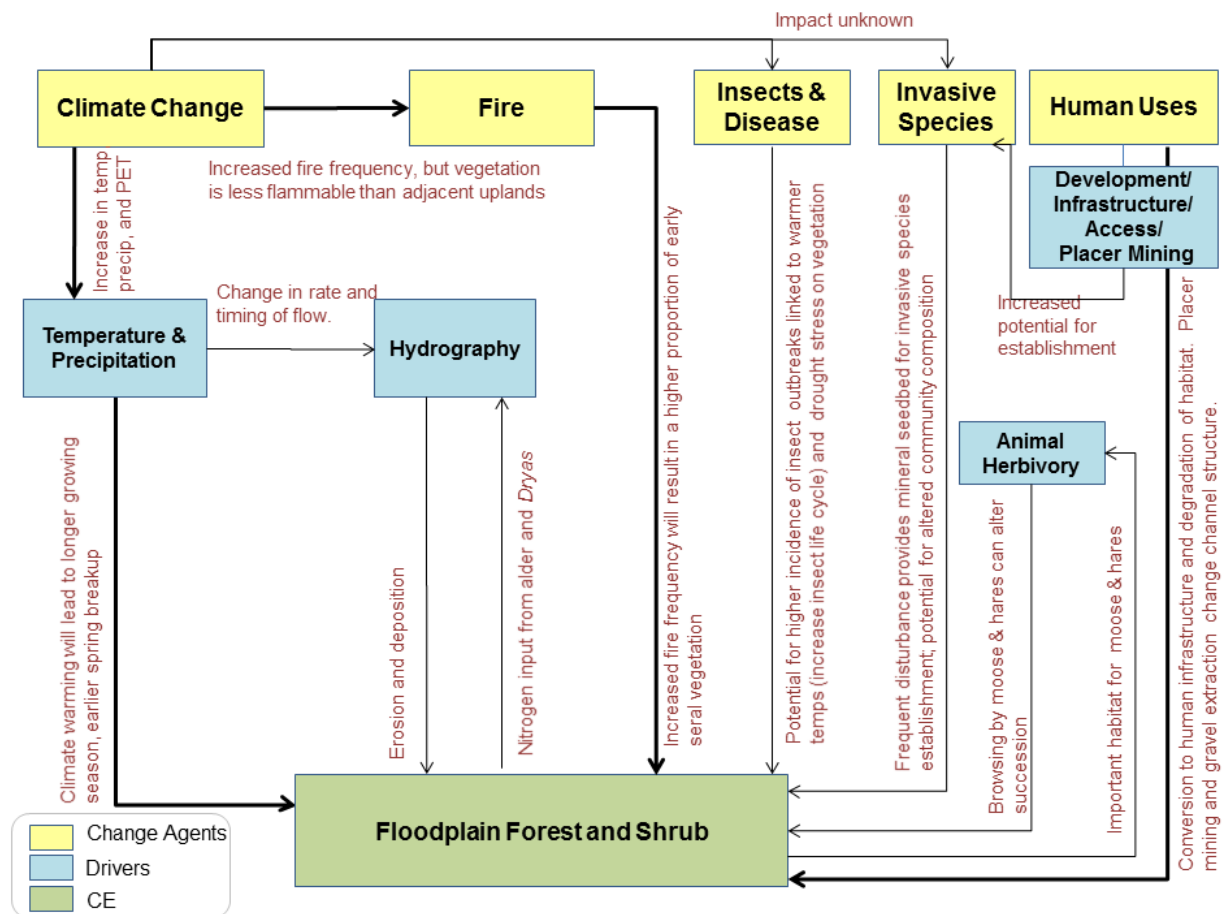 Impact unknown
Climate Change
Fire
Insects &
Disease
Invasive
Species
Human Uses
Increased fire frequency, but vegetation
is less flammable than adjacent uplands
Increase in temp
precip, and PET
Development/
Infrastructure/
Access/
Placer Mining
Change in rate and
timing of flow.
Temperature &
Precipitation
Hydrography
Increased
potential for
establishment
Animal
Herbivory
Climate warming will lead to longer growing
season, earlier spring breakup
Erosion and deposition
Nitrogen input from alder and Dryas
Increased fire frequency will result in a higher proportion of early
seral vegetation
Potential for higher incidence of insect outbreaks linked to warmer
temps (increase insect life cycle) and drought stress on vegetation
Frequent disturbance provides mineral seedbed for invasive species
establishment; potential for altered community composition
Browsing by moose & hares can alter
succession
Important habitat for moose & hares
Conversion to human infrastructure and degradation of habitat. Placer
mining and gravel extraction change channel structure.
Floodplain Forest and Shrub
Change Agents
Drivers
CE